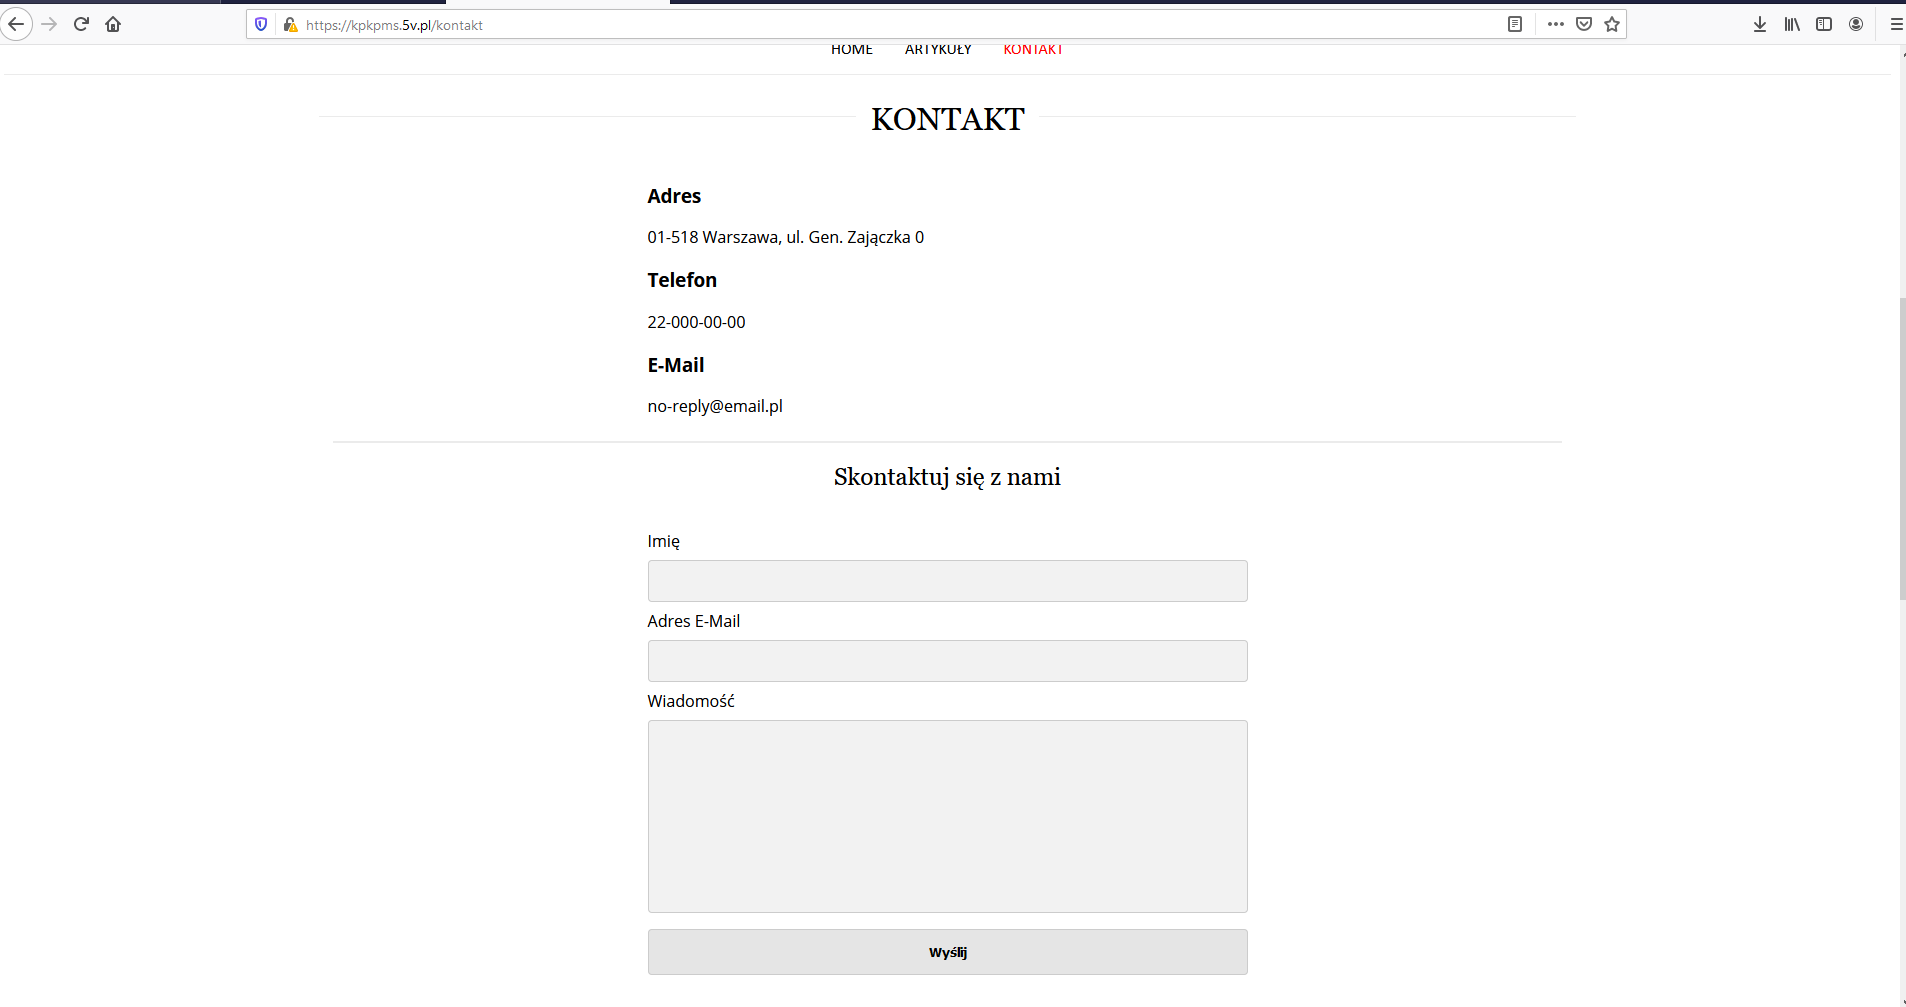 https://kpkpms.5v.pl/kontakt
HOME ARTYKUŁY KONTAKT
KONTAKT
Adres
01-518 Warszawa, ul. Gen. Zajączka 0
Telefon
22-000-00-00
E-Mail
no-reply@email.pl
Skontaktuj się z nami
Imię
Adres E-Mail
Wiadomość
Wyślij